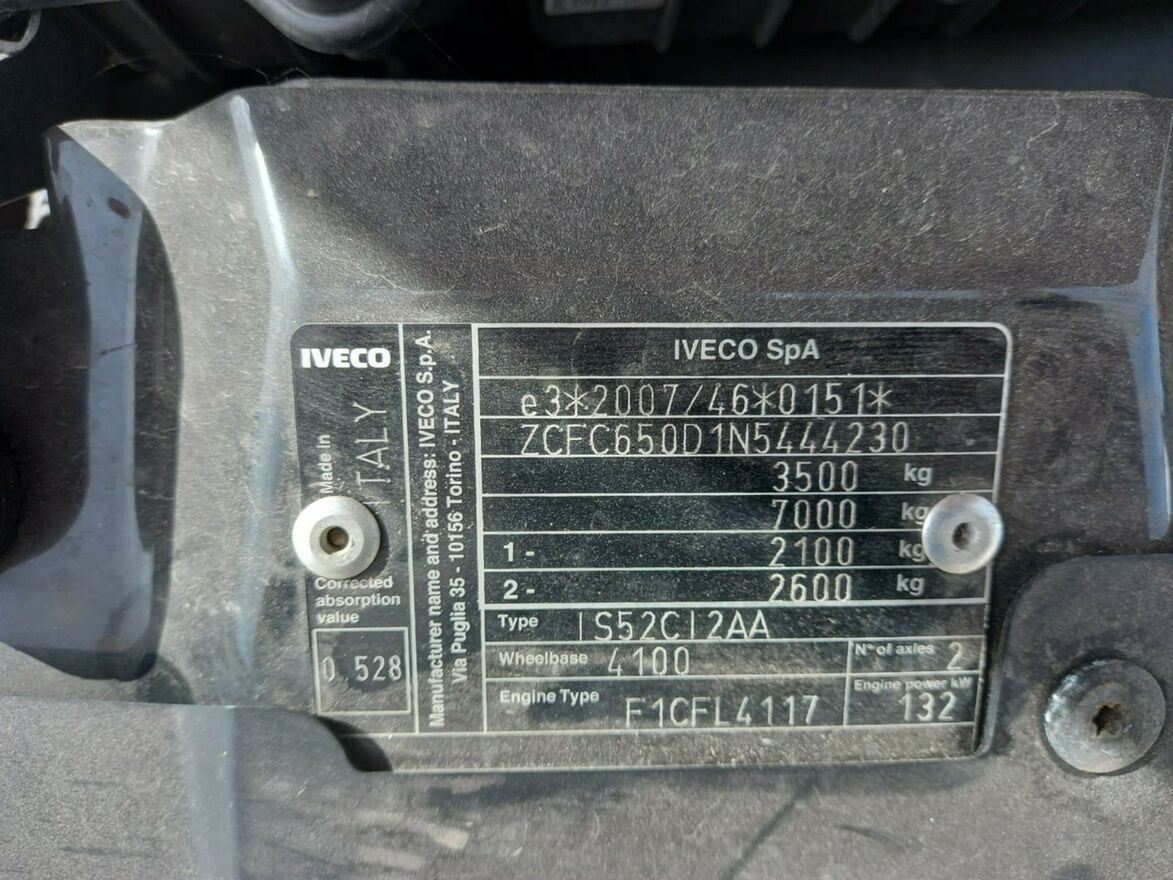 IVECO
Made in
ITALY
Corrected
absorption
value
0.528
Manufacturer name and address: IVECO S.p.A.
Via Puglia 35 - 10156 Torino - ITALY
IVECO SpA
e3*2007/46*0151*
ZCFC650D1N5444230
3500 kg
7000 kg
1 - 2100 kg
2 - 2600 kg
Type IS52CI2AA
Wheelbase 4100 N° of axles 2
Engine Type F1CFL4117 Engine power kW 132